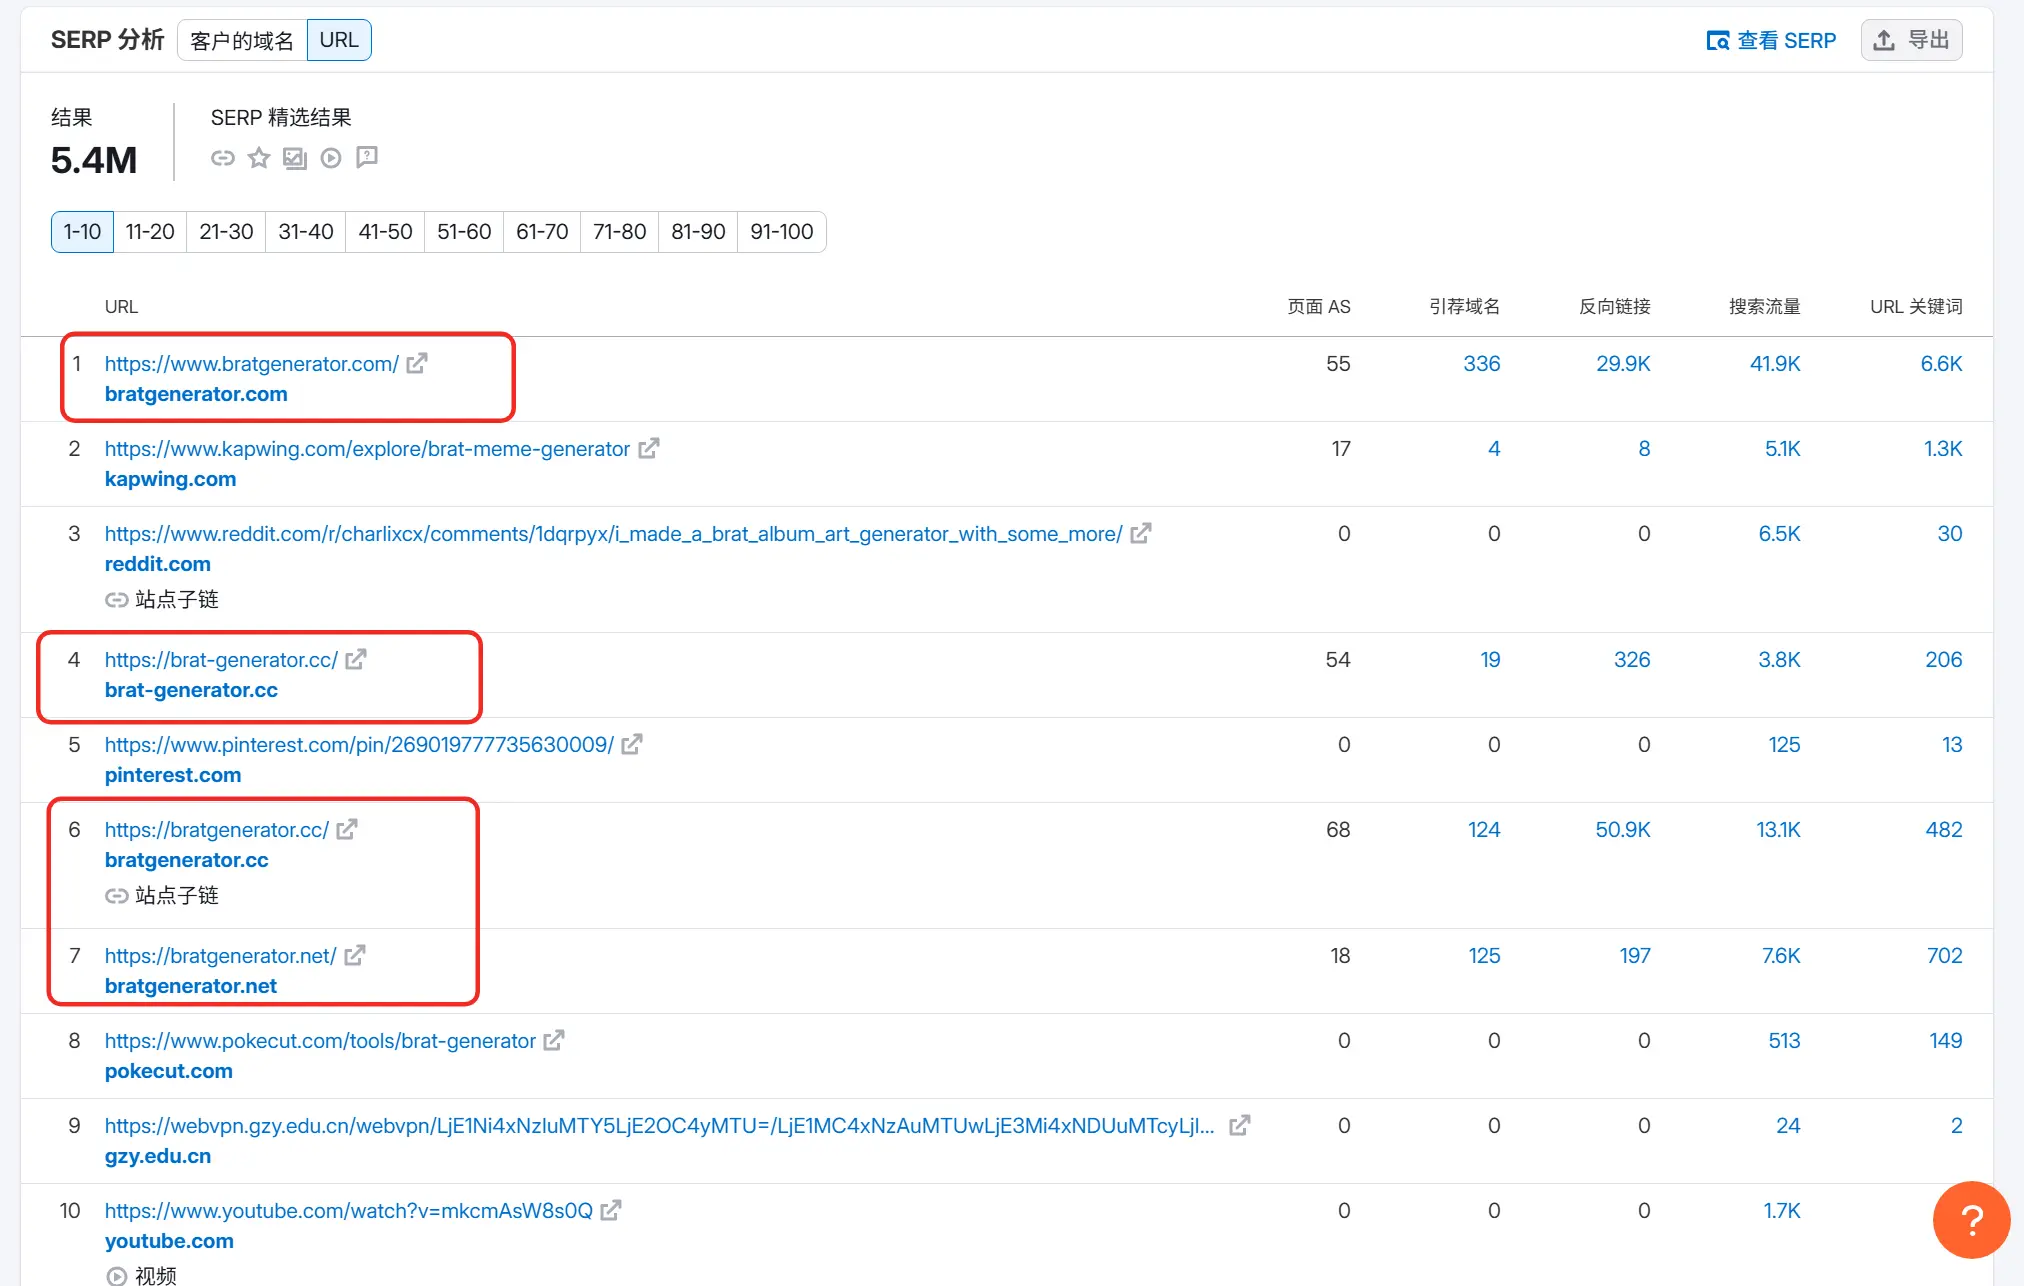 SERP 分析 客户的域名 URL 查看 SERP 导出
结果 SERP 精选结果
5.4M
1-10 11-20 21-30 31-40 41-50 51-60 61-70 71-80 81-90 91-100
URL 页面 AS 引荐域名 反向链接 搜索流量 URL 关键词
1 https://www.bratgenerator.com/ 55 336 29.9K 41.9K 6.6K
bratgenerator.com
2 https://www.kapwing.com/explore/brat-meme-generator 17 4 8 5.1K 1.3K
kapwing.com
3 https://www.reddit.com/r/charlixcx/comments/1dqrpyx/i_made_a_brat_album_art_generator_with_some_more/ 0 0 0 6.5K 30
reddit.com
站点子链
4 https://brat-generator.cc/ 54 19 326 3.8K 206
brat-generator.cc
5 https://www.pinterest.com/pin/269019777735630009/ 0 0 0 125 13
pinterest.com
6 https://bratgenerator.cc/ 68 124 50.9K 13.1K 482
bratgenerator.cc
站点子链
7 https://bratgenerator.net/ 18 125 197 7.6K 702
bratgenerator.net
8 https://www.pokecut.com/tools/brat-generator 0 0 0 513 149
pokecut.com
9 https://webvpn.gzy.edu.cn/webvpn/LjE1Ni4xNzIuMTY5LjE2OC4yMTU=/LjE1MC4xNzAuMTUwLjE3Mi4xNDUuMTcyLjI... 0 0 0 24 2
gzy.edu.cn
10 https://www.youtube.com/watch?v=mkcmAsW8s0Q 0 0 0 1.7K
youtube.com
视频
?